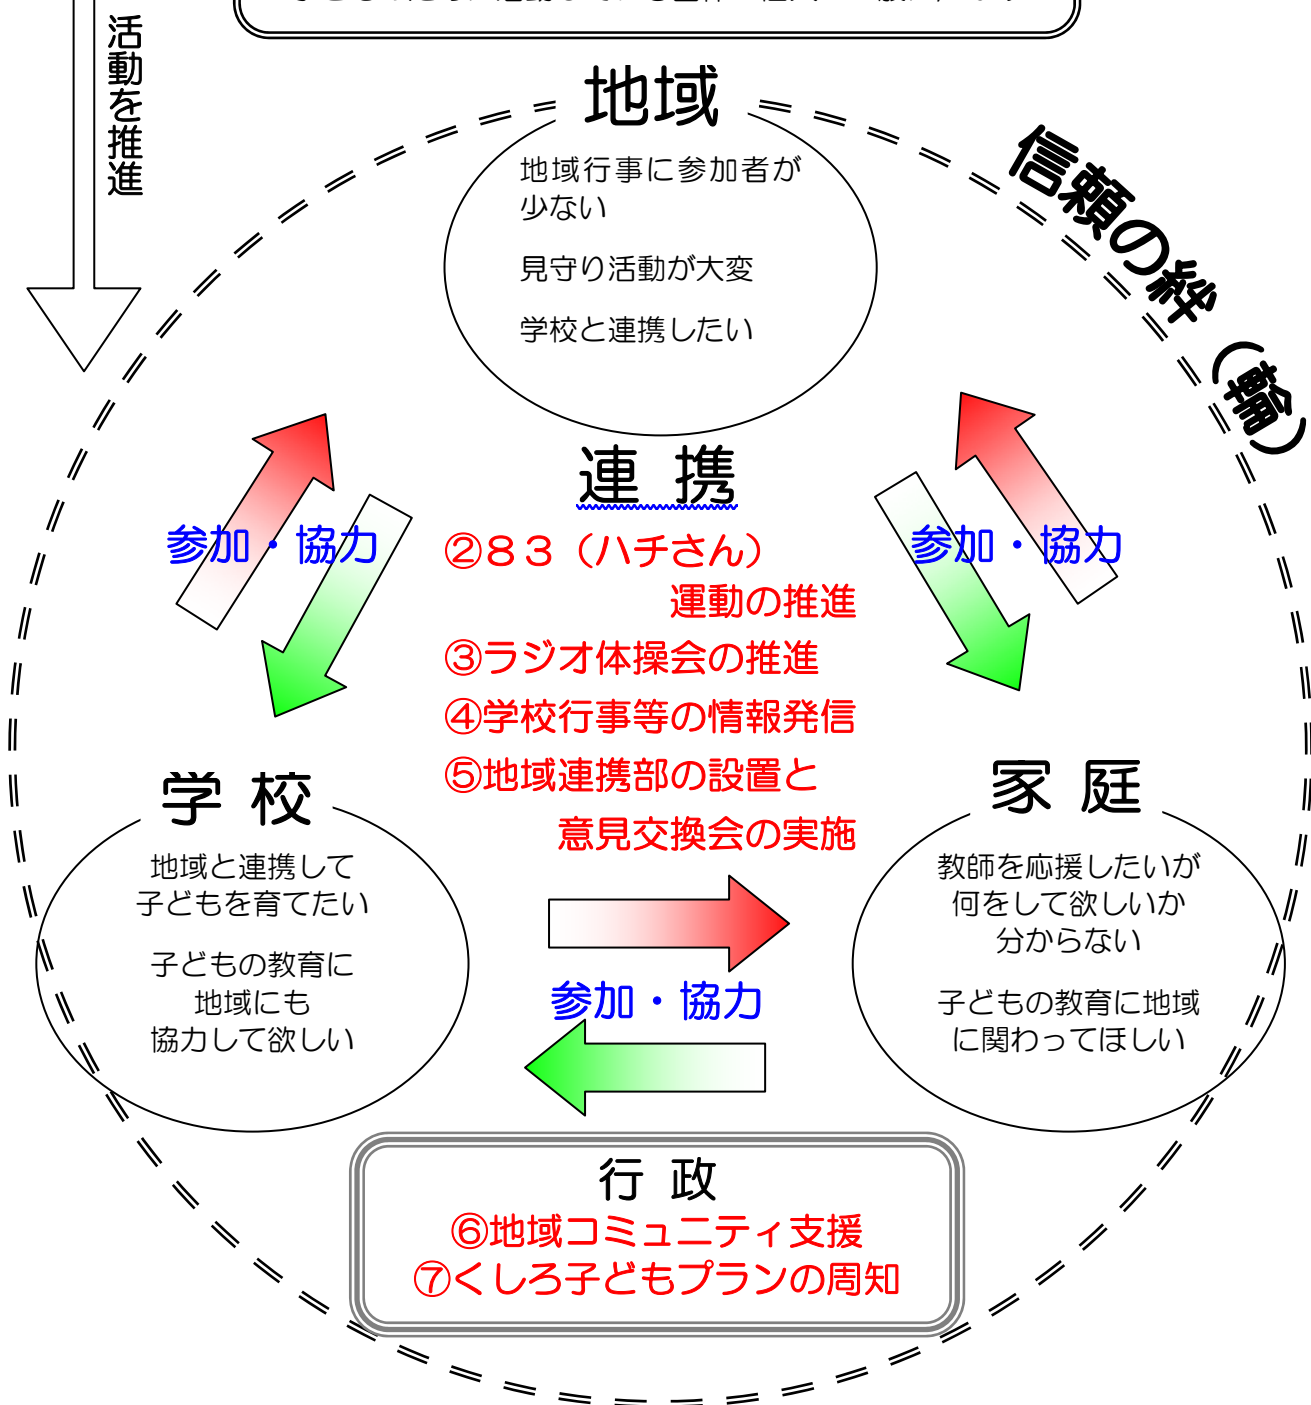 活動を推進
地域
地域行事に参加者が
少ない
見守り活動が大変
学校と連携したい
信頼の絆（輪）
連 携
参加・協力
参加・協力
②８３（ハチさん）
運動の推進
③ラジオ体操会の推進
④学校行事等の情報発信
⑤地域連携部の設置と
意見交換会の実施
学 校
地域と連携して
子どもを育てたい
子どもの教育に
地域にも
協力して欲しい
家 庭
教師を応援したいが
何をして欲しいか
分からない
子どもの教育に地域
に関わってほしい
参加・協力
行 政
⑥地域コミュニティ支援
⑦くしろ子どもプランの周知